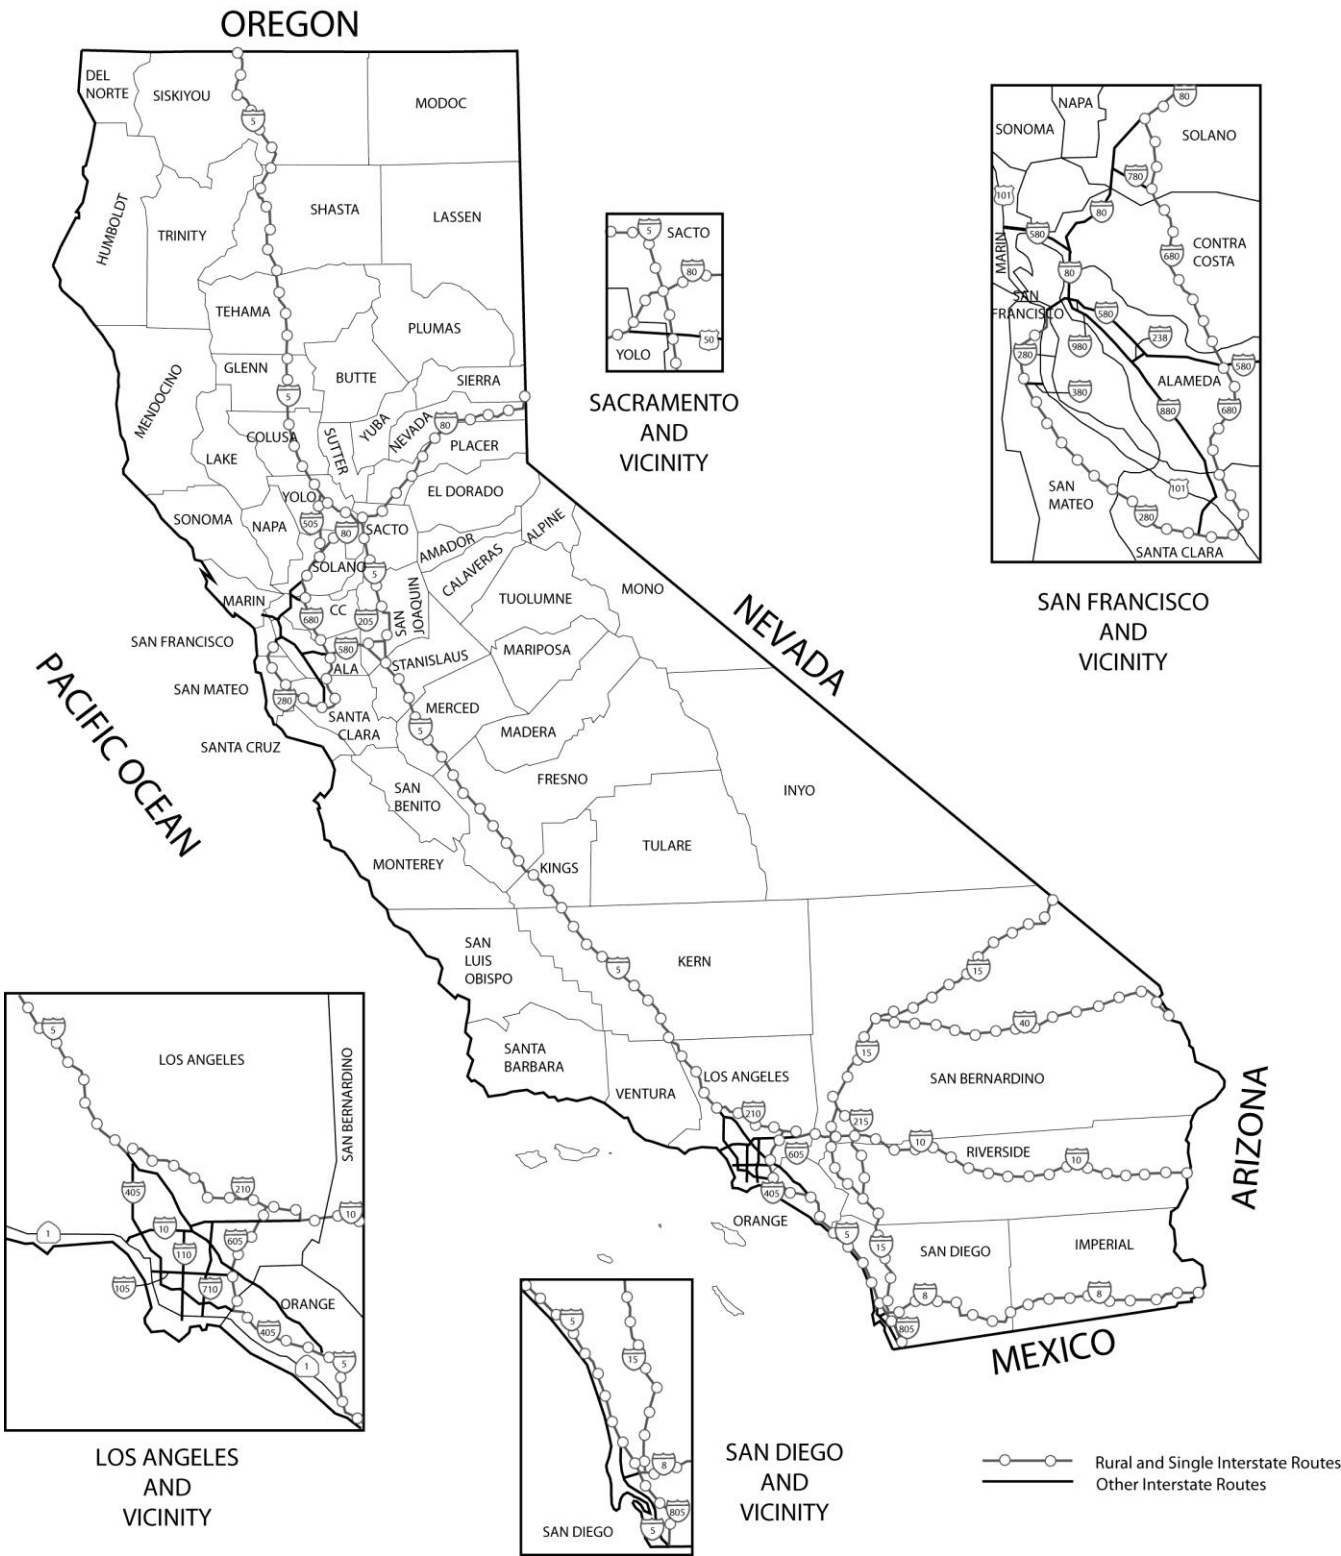 OREGON
DEL
NORTE
SISKIYOU
MODOC
5
HUMBOLDT
TRINITY
SHASTA
LASSEN
TEHAMA
PLUMAS
GLENN
BUTTE
SIERRA
MENDOCINO
5
COLUSA
SUTTER
YUBA
NEVADA
80
PLACER
LAKE
YOLO
EL DORADO
SONOMA
NAPA
505
80
SACTO
AMADOR
ALPINE
SOLANO
5
CALAVERAS
MARIN
CC
680
205
SAN
JOAQUIN
TUOLUMNE
MONO
SAN FRANCISCO
580
ALA
STANISLAUS
MARIPOSA
SAN MATEO
280
SANTA
CLARA
MERCED
5
MADERA
SANTA CRUZ
SAN
BENITO
FRESNO
INYO
MONTEREY
KINGS
TULARE
SAN
LUIS
OBISPO
5
KERN
15
40
SANTA
BARBARA
VENTURA
LOS ANGELES
15
SAN BERNARDINO
210
215
10
RIVERSIDE
10
605
405
ORANGE
5
15
SAN DIEGO
IMPERIAL
8
8
805
PACIFIC OCEAN
NEVADA
ARIZONA
MEXICO
5
SACTO
80
YOLO
50
SACRAMENTO
AND
VICINITY
NAPA
80
SONOMA
SOLANO
780
101
80
580
MARIN
CONTRA
COSTA
680
80
SAN
FRANCISCO
580
238
280
980
580
ALAMEDA
380
880
680
SAN
MATEO
101
280
SANTA CLARA
SAN FRANCISCO
AND
VICINITY
5
LOS ANGELES
SAN BERNARDINO
405
210
10
1
10
110
605
105
710
ORANGE
405
1
5
LOS ANGELES
AND
VICINITY
5
15
8
805
SAN DIEGO
5
SAN DIEGO
AND
VICINITY
Rural and Single Interstate Routes
Other Interstate Routes